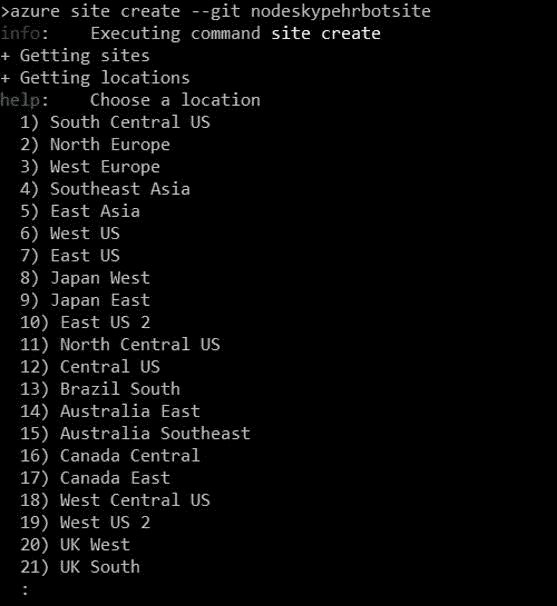 >azure site create --git nodeskypehrbotsite
info:    Executing command site create
+ Getting sites
+ Getting locations
help:    Choose a location
  1) South Central US
  2) North Europe
  3) West Europe
  4) Southeast Asia
  5) East Asia
  6) West US
  7) East US
  8) Japan West
  9) Japan East
  10) East US 2
  11) North Central US
  12) Central US
  13) Brazil South
  14) Australia East
  15) Australia Southeast
  16) Canada Central
  17) Canada East
  18) West Central US
  19) West US 2
  20) UK West
  21) UK South
  :